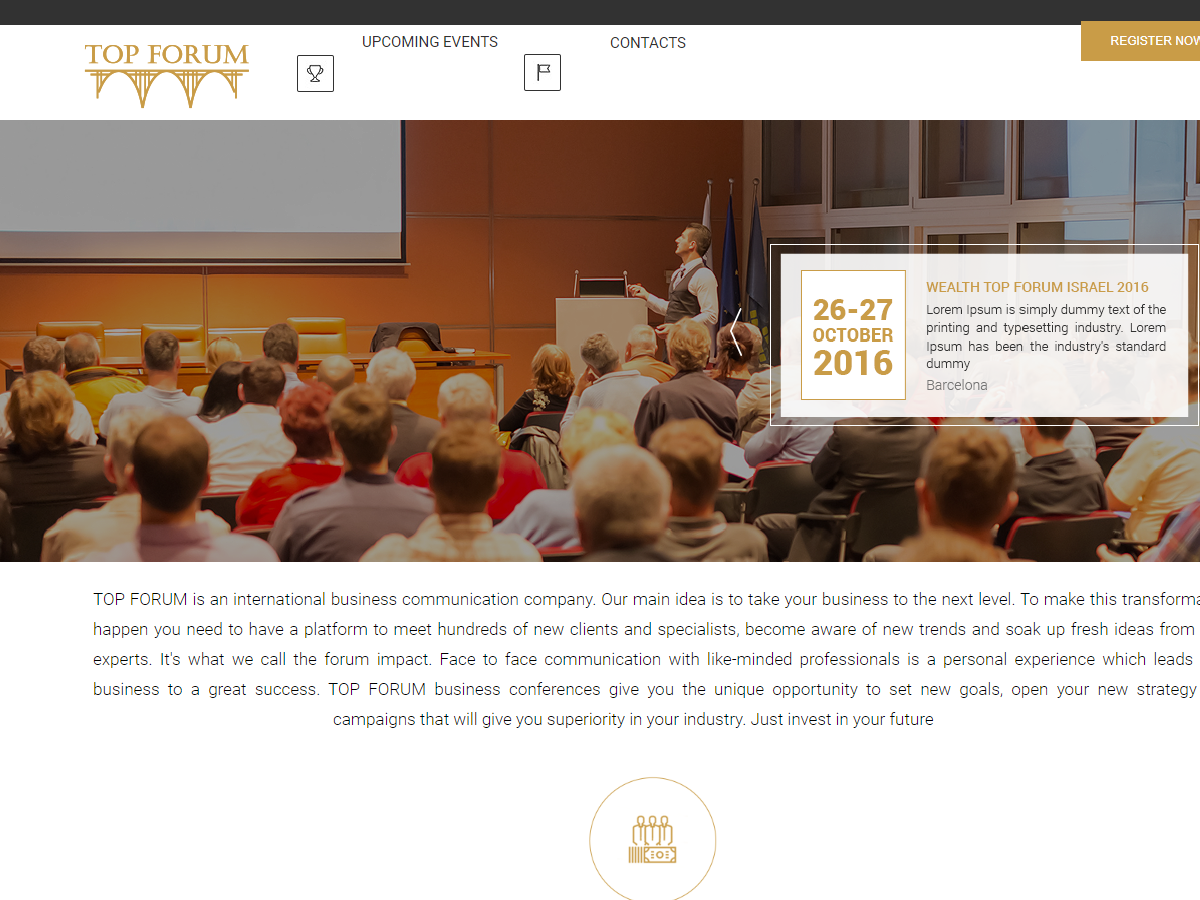 TOP FORUM
UPCOMING EVENTS
CONTACTS
REGISTER NOW
26-27
OCTOBER
2016
WEALTH TOP FORUM ISRAEL 2016
Lorem Ipsum is simply dummy text of the
printing and typesetting industry. Lorem
Ipsum has been the industry's standard
dummy
Barcelona
TOP FORUM is an international business communication company. Our main idea is to take your business to the next level. To make this transforma
happen you need to have a platform to meet hundreds of new clients and specialists, become aware of new trends and soak up fresh ideas from
experts. It's what we call the forum impact. Face to face communication with like-minded professionals is a personal experience which leads
business to a great success. TOP FORUM business conferences give you the unique opportunity to set new goals, open your new strategy
campaigns that will give you superiority in your industry. Just invest in your future